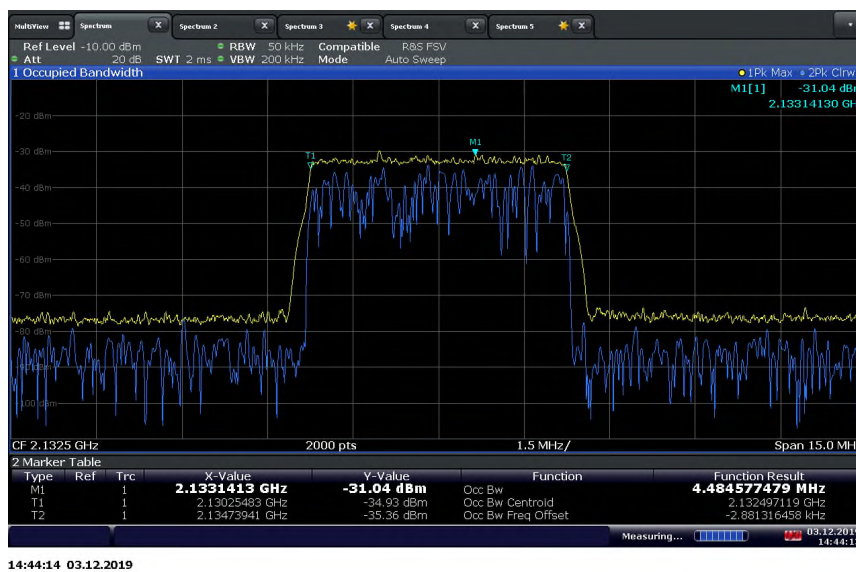 MultiView Spectrum X Spectrum 2 X Spectrum 3 X Spectrum 4 X Spectrum 5 X
Ref Level -10.00 dBm RBW 50 kHz Compatible R&S FSV
Att 20 dB SWT 2 ms VBW 200 kHz Mode Auto Sweep
1 Occupied Bandwidth 1Pk Max 2Pk Clrw
M1[1] -31.04 dBm
2.13314130 GH
-20 dBm
M1
-30 dBm
T1 T2
-40 dBm
-50 dBm
-60 dBm
-70 dBm
-80 dBm
CF 2.1325 GHz 2000 pts 1.5 MHz/ Span 15.0 MH
2 Marker Table
Type Ref Trc X-Value Y-Value Function Function Result
M1 1 2.1331413 GHz -31.04 dBm Occ Bw 4.484577479 MHz
T1 1 2.13025483 GHz -34.93 dBm Occ Bw Centroid 2.132497119 GHz
T2 1 2.13473941 GHz -35.36 dBm Occ Bw Freq Offset -2.881316458 kHz
Measuring... 03.12.2019
14:44:13
14:44:14 03.12.2019